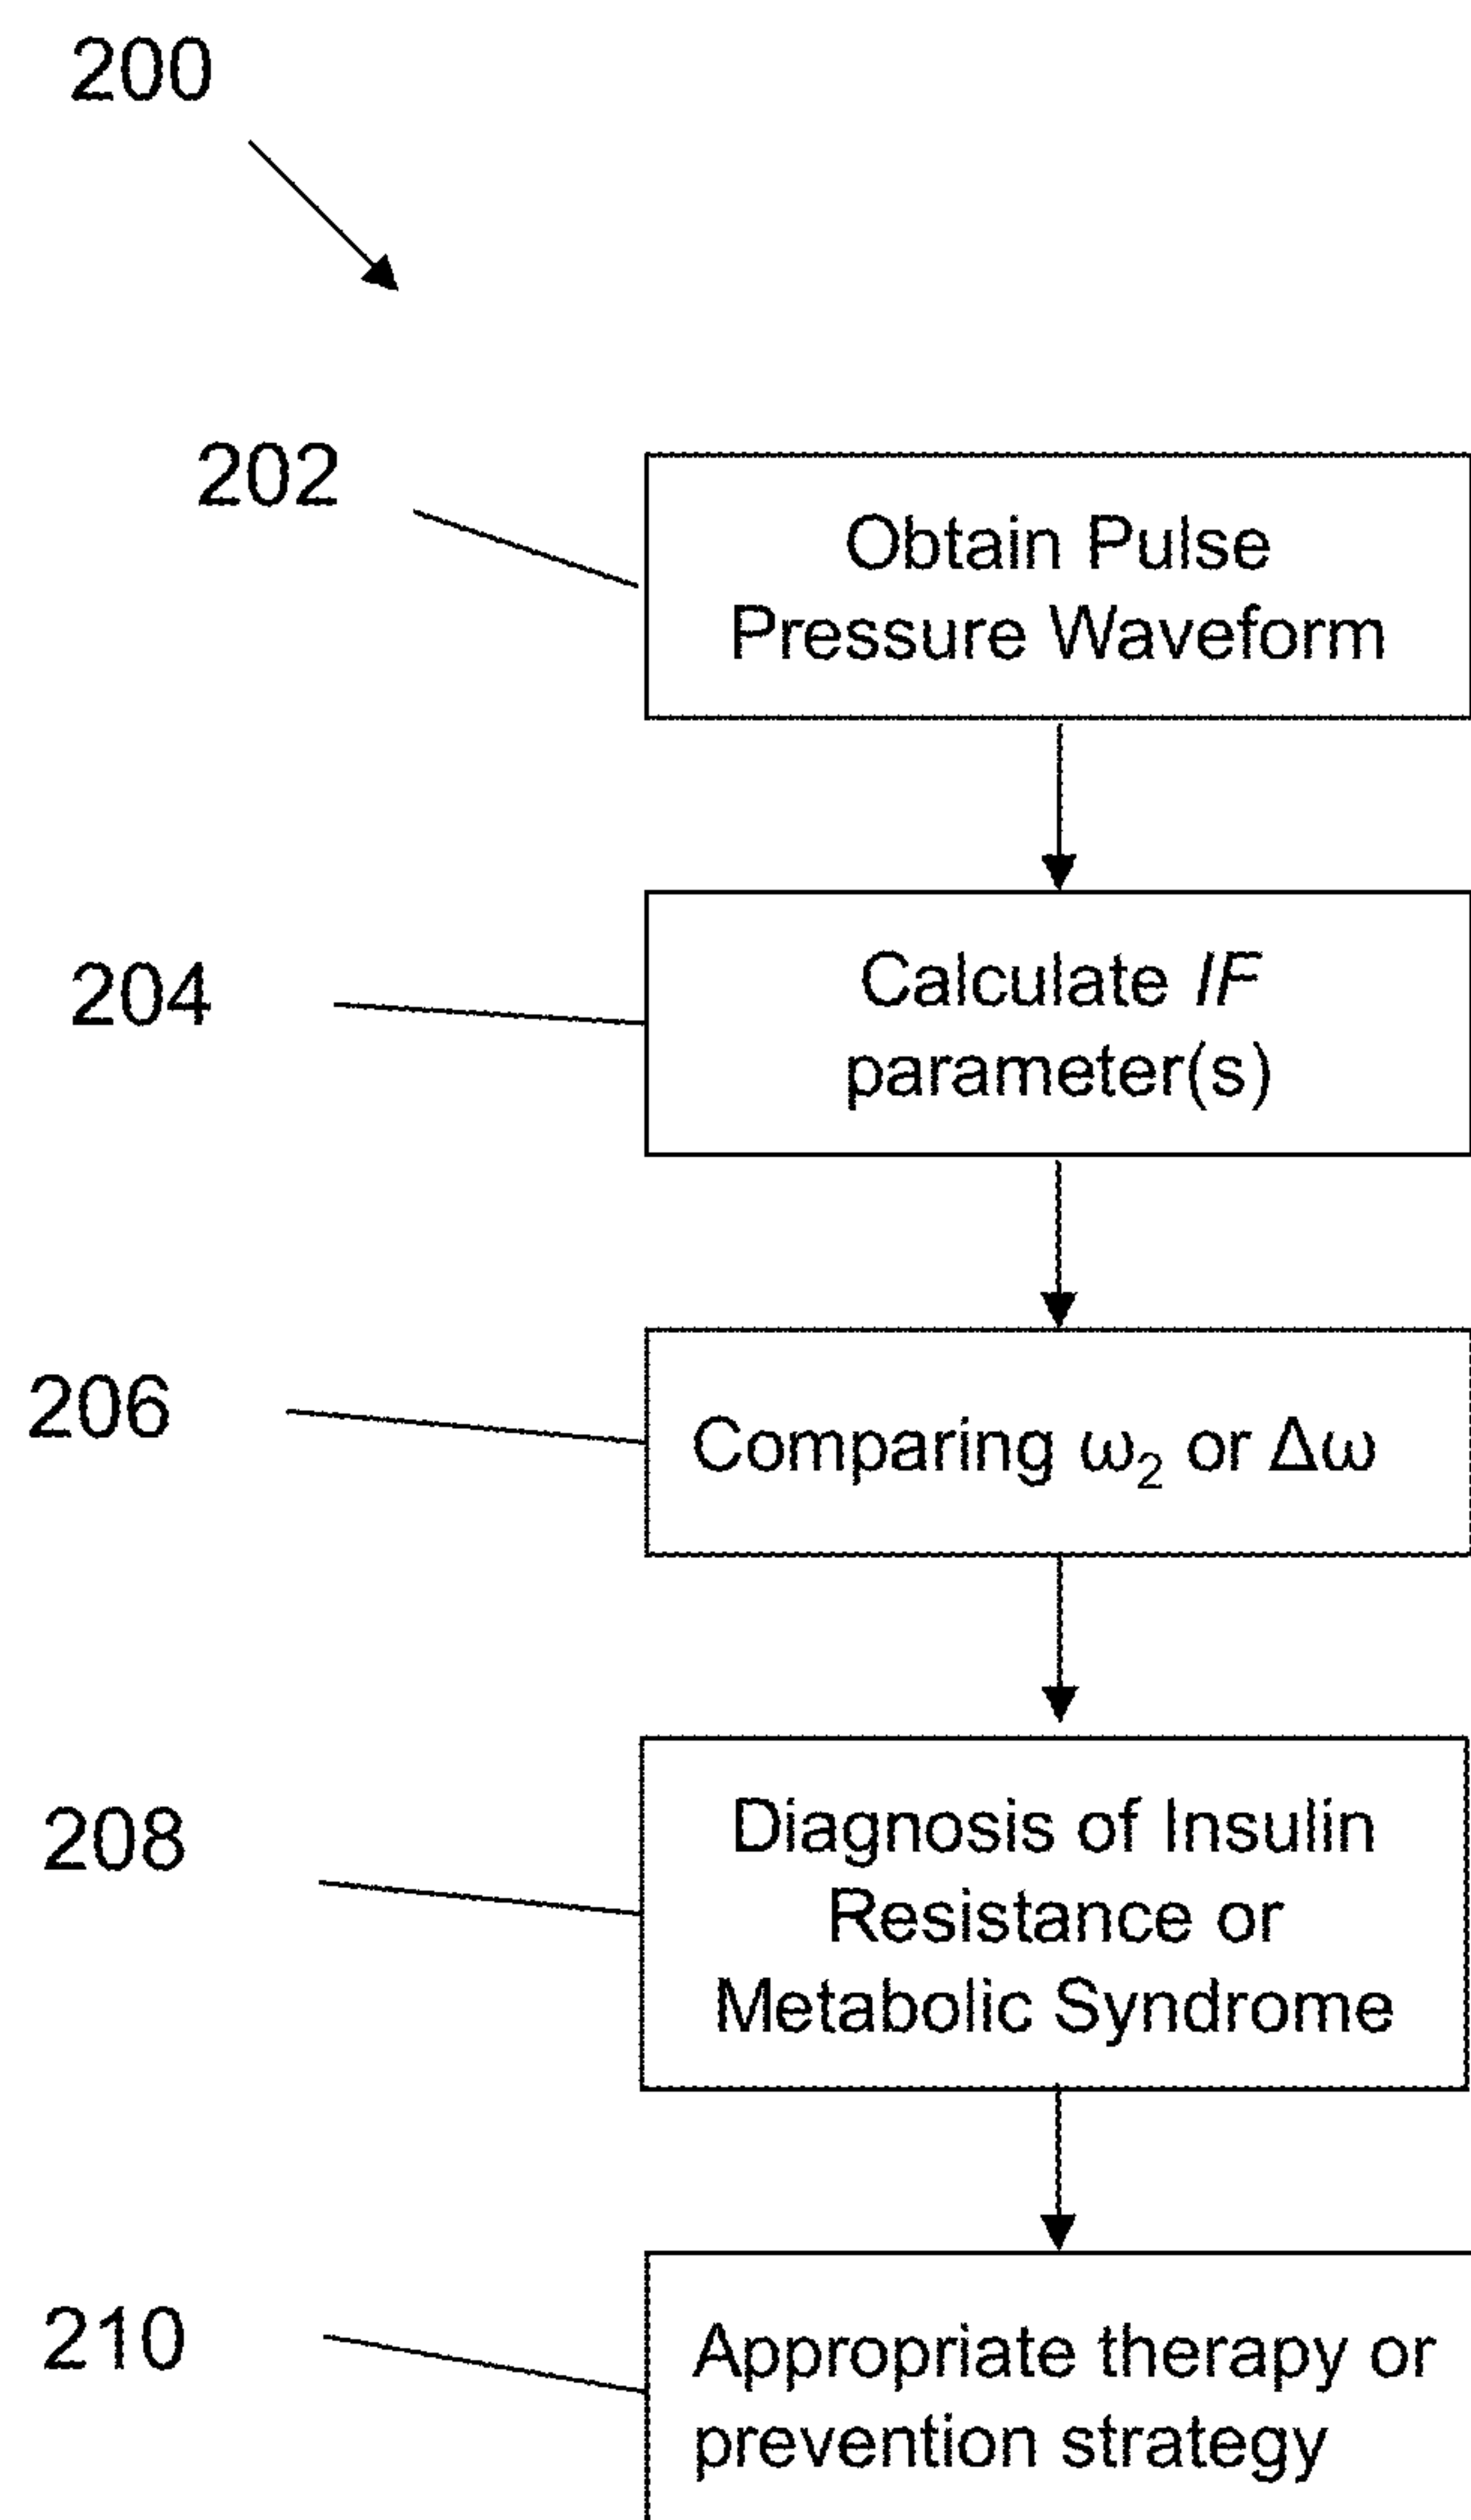 200
202
Obtain Pulse
Pressure Waveform
204
Calculate IF
parameter(s)
206
Comparing ω₂ or Δω
208
Diagnosis of Insulin
Resistance or
Metabolic Syndrome
210
Appropriate therapy or
prevention strategy